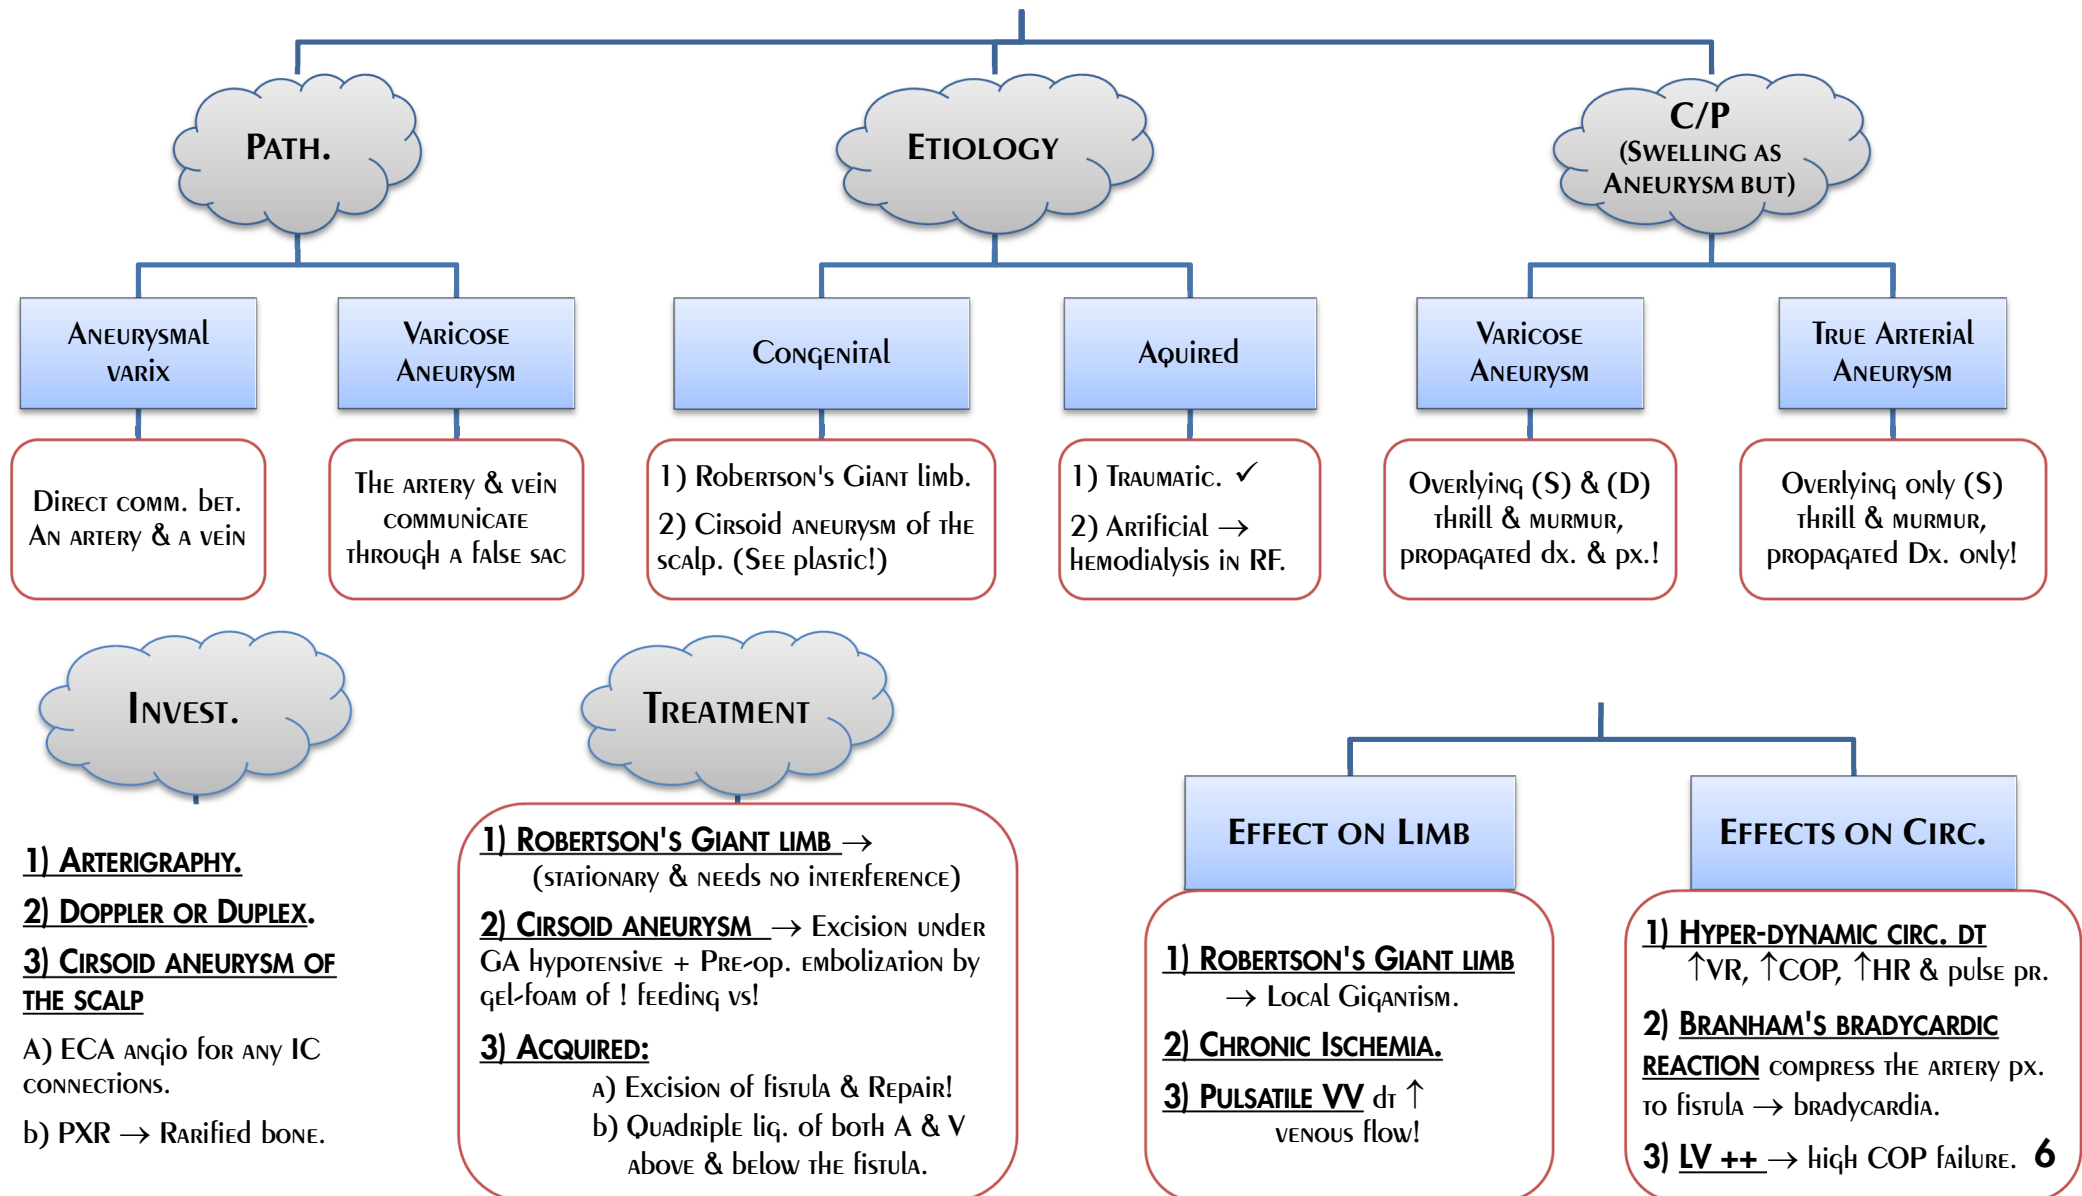 Path.
Etiology
C/P
(Swelling as
Aneurysm but)
Aneurysmal
varix
Varicose
Aneurysm
Congenital
Aquired
Varicose
Aneurysm
True Arterial
Aneurysm
Direct comm. bet.
An artery & a vein
The artery & vein
communicate
through a false sac
1) Robertson's Giant limb.
2) Cirsoid aneurysm of the
scalp. (See plastic!)
1) Traumatic. ✓
2) Artificial →
hemodialysis in RF.
Overlying (S) & (D)
thrill & murmur,
propagated dx. & px.!
Overlying only (S)
thrill & murmur,
propagated Dx. only!
Invest.
1) Arterigraphy.
2) Doppler or Duplex.
3) Cirsoid aneurysm of
the scalp
A) ECA angio for any IC
connections.
b) PXR → Rarified bone.
Treatment
1) Robertson's Giant limb →
(stationary & needs no interference)
2) Cirsoid aneurysm → Excision under
GA hypotensive + Pre-op. embolization by
gel-foam of ! feeding vs!
3) Acquired:
a) Excision of fistula & Repair!
b) Quadriple lig. of both A & V
above & below the fistula.
Effect on Limb
1) Robertson's Giant limb
→ Local Gigantism.
2) Chronic Ischemia.
3) Pulsatile VV dt ↑
venous flow!
Effects on Circ.
1) Hyper-dynamic circ. dt
↑VR, ↑COP, ↑HR & pulse pr.
2) Branham's bradycardic
reaction compress the artery px.
to fistula → bradycardia.
3) LV ++ → high COP failure. 6